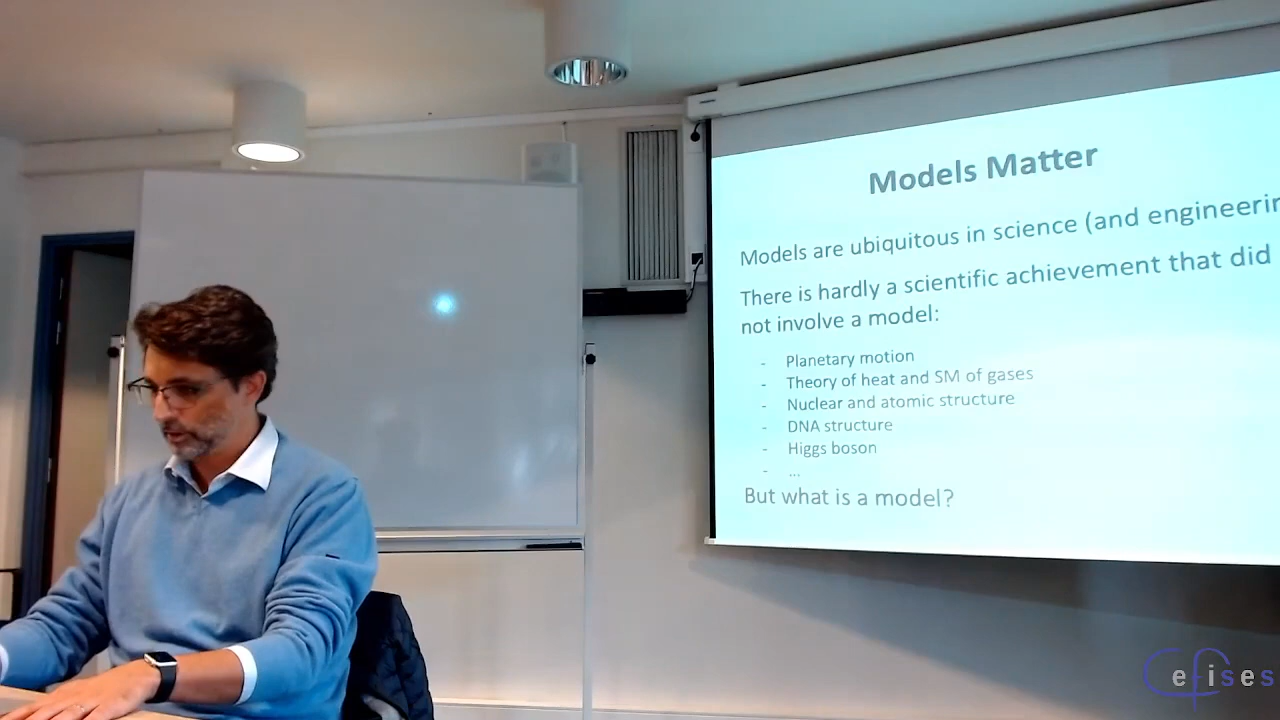 Models Matter
Models are ubiquitous in science (and engineerin
There is hardly a scientific achievement that did
not involve a model:
- Planetary motion
- Theory of heat and SM of gases
- Nuclear and atomic structure
- DNA structure
- Higgs boson
- ...
But what is a model?
Cefises